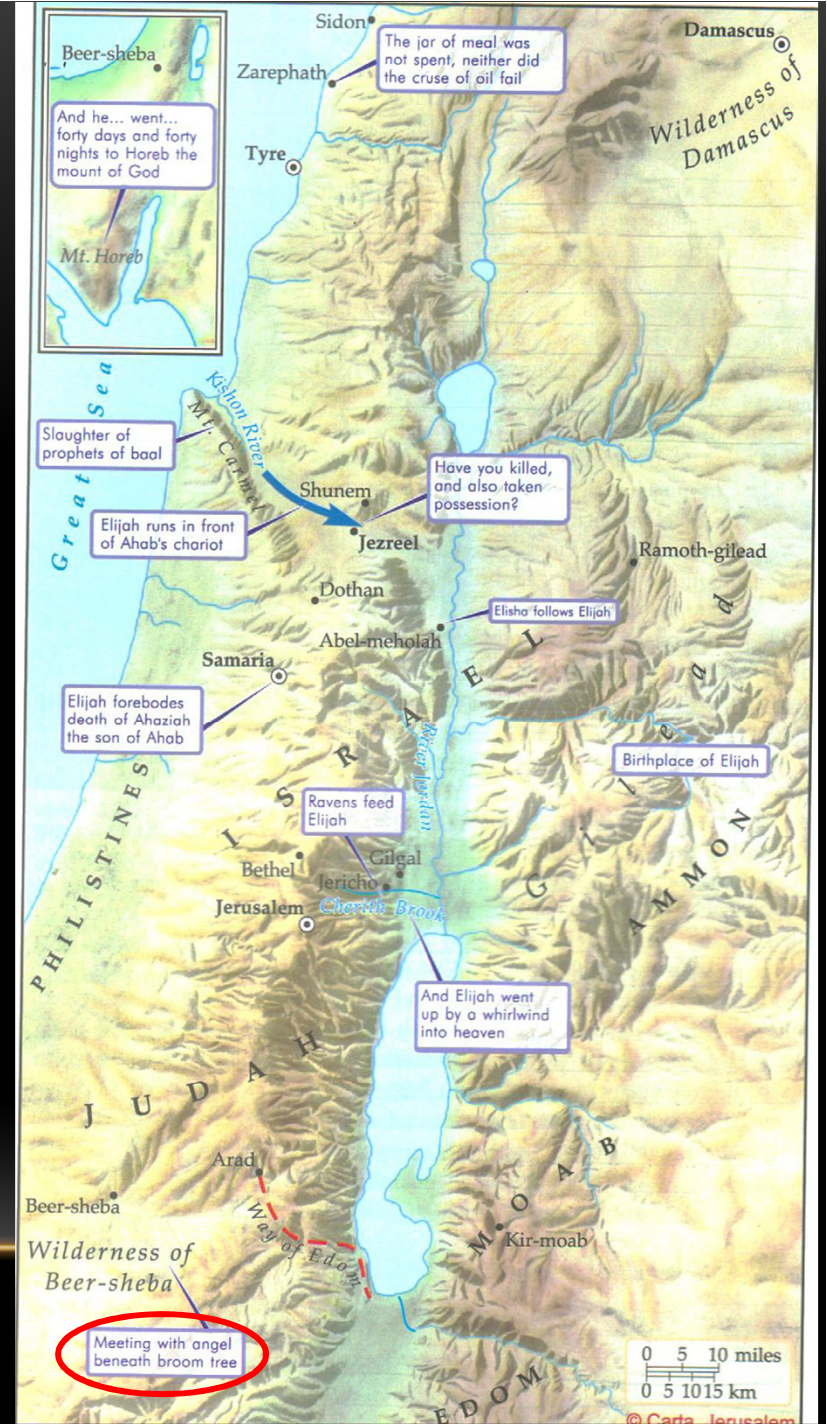 Sidon
Damascus
Beer-sheba
The jar of meal was
not spent, neither did
the cruse of oil fail
Zarephath
Wilderness of
Damascus
And he... went...
forty days and forty
nights to Horeb the
mount of God
Tyre
Mt. Horeb
Great Sea
Kishon River
Mt. Carmel
Slaughter of
prophets of baal
Have you killed,
and also taken
possession?
Shunem
Elijah runs in front
of Ahab's chariot
Jezreel
Ramoth-gilead
Dothan
Elisha follows Elijah
Abel-meholah
Samaria
ISRAEL
Elijah forebodes
death of Ahaziah
the son of Ahab
River Jordan
Birthplace of Elijah
Gilead
PHILISTINES
Ravens feed
Elijah
AMMON
Bethel
Gilgal
Jericho
Jerusalem
Cherith Brook
And Elijah went
up by a whirlwind
into heaven
JUDAH
Arad
MOAB
Beer-sheba
Way of Edom
Kir-moab
Wilderness of
Beer-sheba
Meeting with angel
beneath broom tree
0 5 10 miles
0 5 10 15 km
EDOM
© Carta, Jerusalem